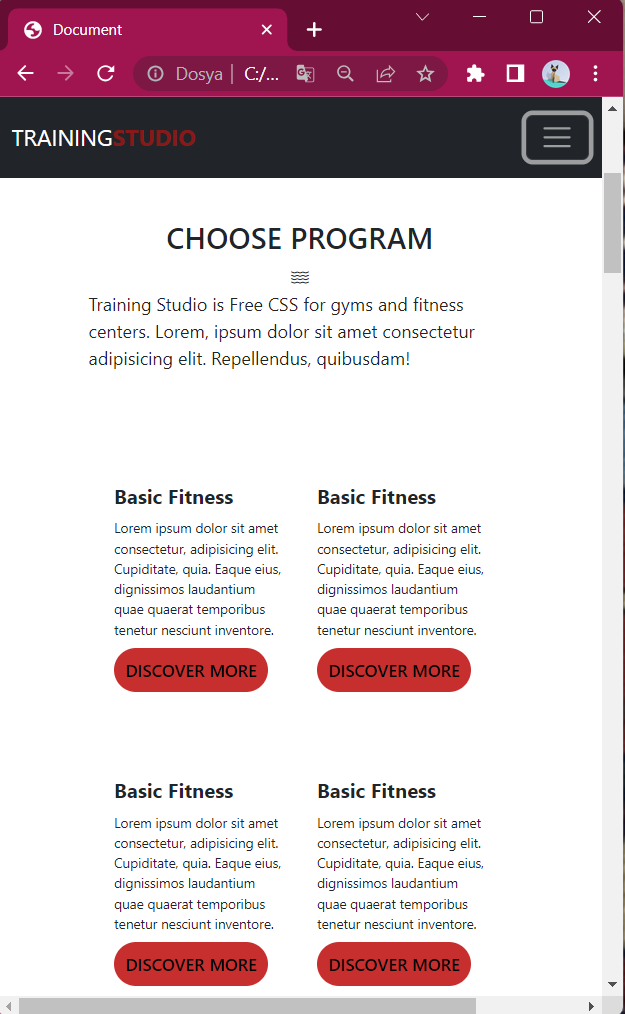 Document
Dosya | C:/...
TRAININGSTUDIO
CHOOSE PROGRAM
Training Studio is Free CSS for gyms and fitness
centers. Lorem, ipsum dolor sit amet consectetur
adipisicing elit. Repellendus, quibusdam!
Basic Fitness
Lorem ipsum dolor sit amet
consectetur, adipisicing elit.
Cupiditate, quia. Eaque eius,
dignissimos laudantium
quae quaerat temporibus
tenetur nesciunt inventore.
DISCOVER MORE
Basic Fitness
Lorem ipsum dolor sit amet
consectetur, adipisicing elit.
Cupiditate, quia. Eaque eius,
dignissimos laudantium
quae quaerat temporibus
tenetur nesciunt inventore.
DISCOVER MORE
Basic Fitness
Lorem ipsum dolor sit amet
consectetur, adipisicing elit.
Cupiditate, quia. Eaque eius,
dignissimos laudantium
quae quaerat temporibus
tenetur nesciunt inventore.
DISCOVER MORE
Basic Fitness
Lorem ipsum dolor sit amet
consectetur, adipisicing elit.
Cupiditate, quia. Eaque eius,
dignissimos laudantium
quae quaerat temporibus
tenetur nesciunt inventore.
DISCOVER MORE